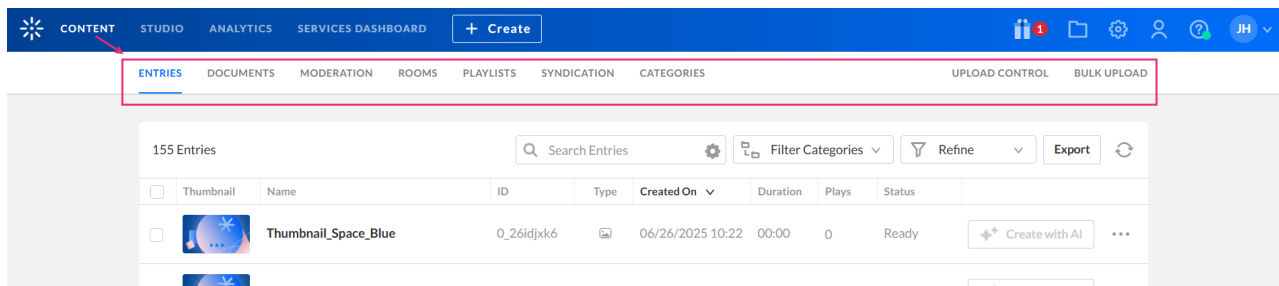 CONTENT STUDIO ANALYTICS SERVICES DASHBOARD + Create 1 JH
ENTRIES DOCUMENTS MODERATION ROOMS PLAYLISTS SYNDICATION CATEGORIES UPLOAD CONTROL BULK UPLOAD
155 Entries Search Entries Filter Categories Refine Export
Thumbnail Name ID Type Created On Duration Plays Status
Thumbnail_Space_Blue 0_26idjxk6 06/26/2025 10:22 00:00 0 Ready Create with AI